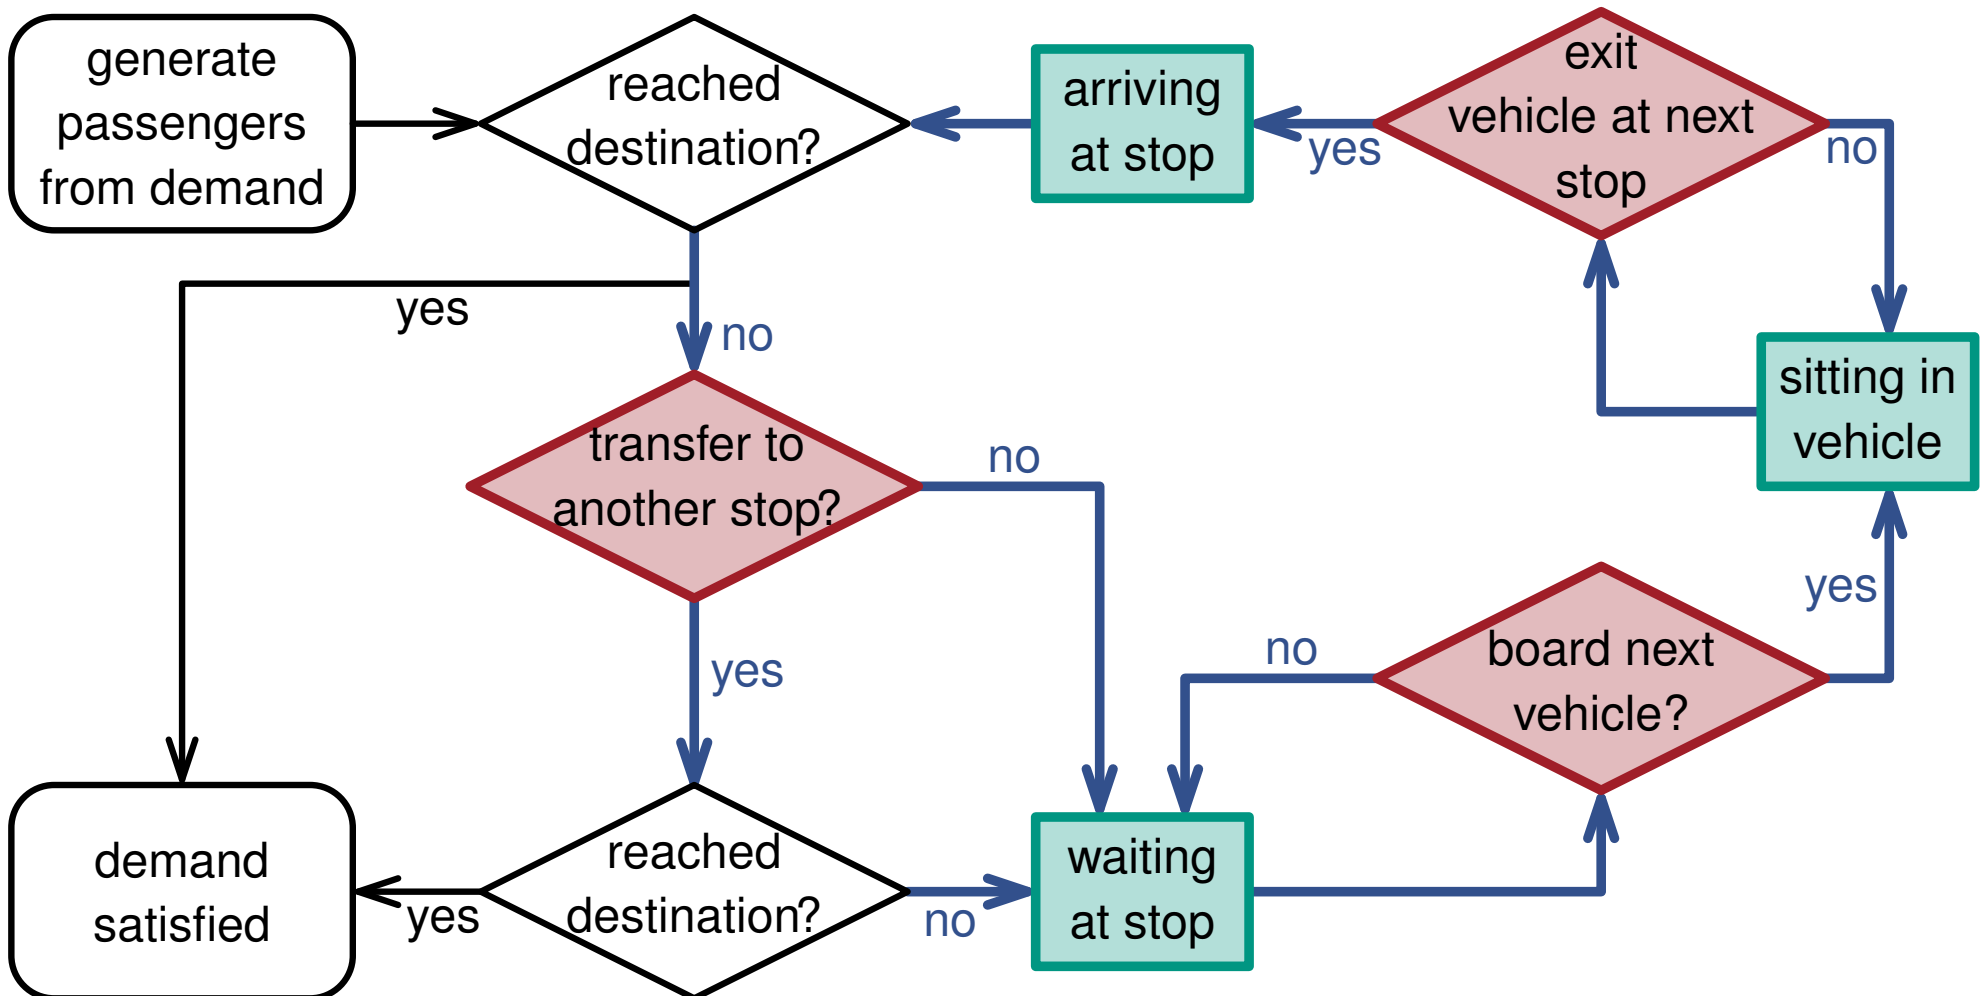 generate
passengers
from demand
reached
destination?
arriving
at stop
yes
exit
vehicle at next
stop
no
yes
no
transfer to
another stop?
no
sitting in
vehicle
yes
no
board next
vehicle?
yes
demand
satisfied
yes
reached
destination?
no
waiting
at stop